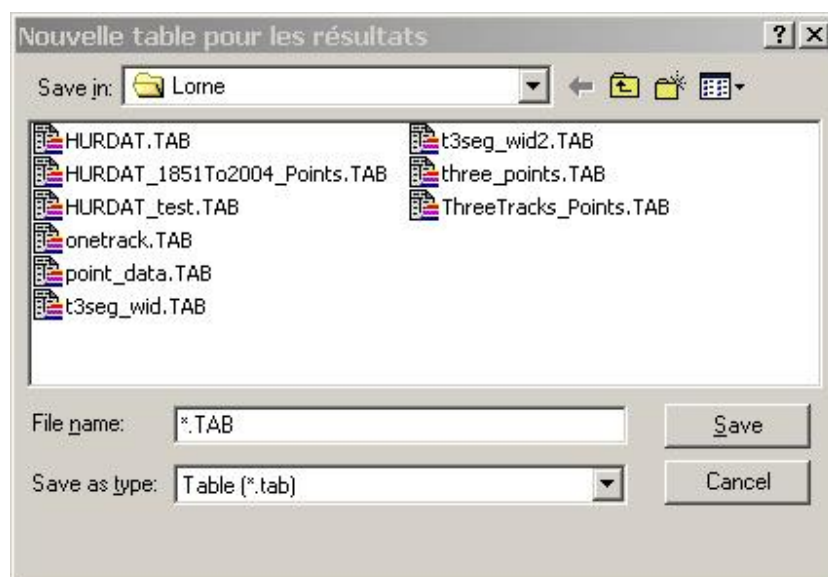 Nouvelle table pour les résultats
Save in: Lorne
HURDAT.TAB
HURDAT_1851To2004_Points.TAB
HURDAT_test.TAB
onetrack.TAB
point_data.TAB
t3seg_wid.TAB
t3seg_wid2.TAB
three_points.TAB
ThreeTracks_Points.TAB
File name: *.TAB
Save
Save as type: Table (*.tab)
Cancel